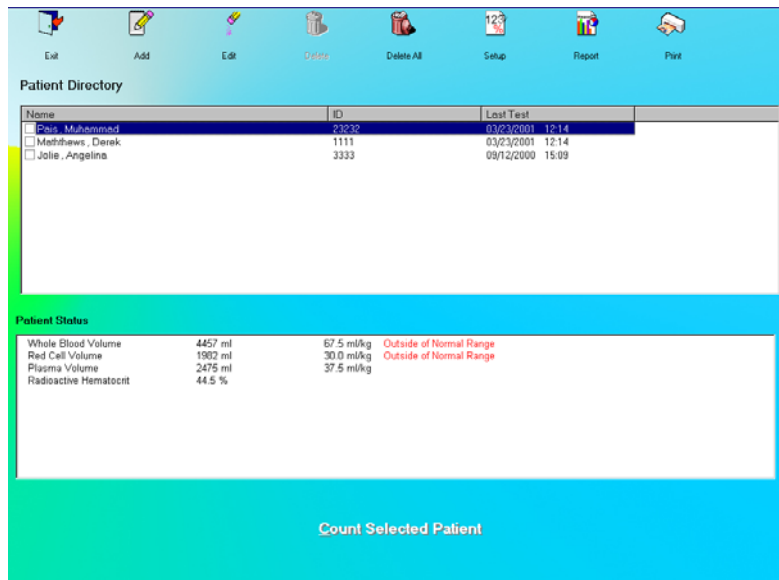 123
%
Exit Add Edit Delete Delete All Setup Report Print
Patient Directory
Name ID Last Test
Pais , Muhammad 23232 03/23/2001 12:14
Maththews , Derek 1111 03/23/2001 12:14
Jolie , Angelina 3333 09/12/2000 15:09
Patient Status
Whole Blood Volume 4457 ml 67.5 ml/kg Outside of Normal Range
Red Cell Volume 1982 ml 30.0 ml/kg Outside of Normal Range
Plasma Volume 2475 ml 37.5 ml/kg
Radioactive Hematocrit 44.5 %
Count Selected Patient